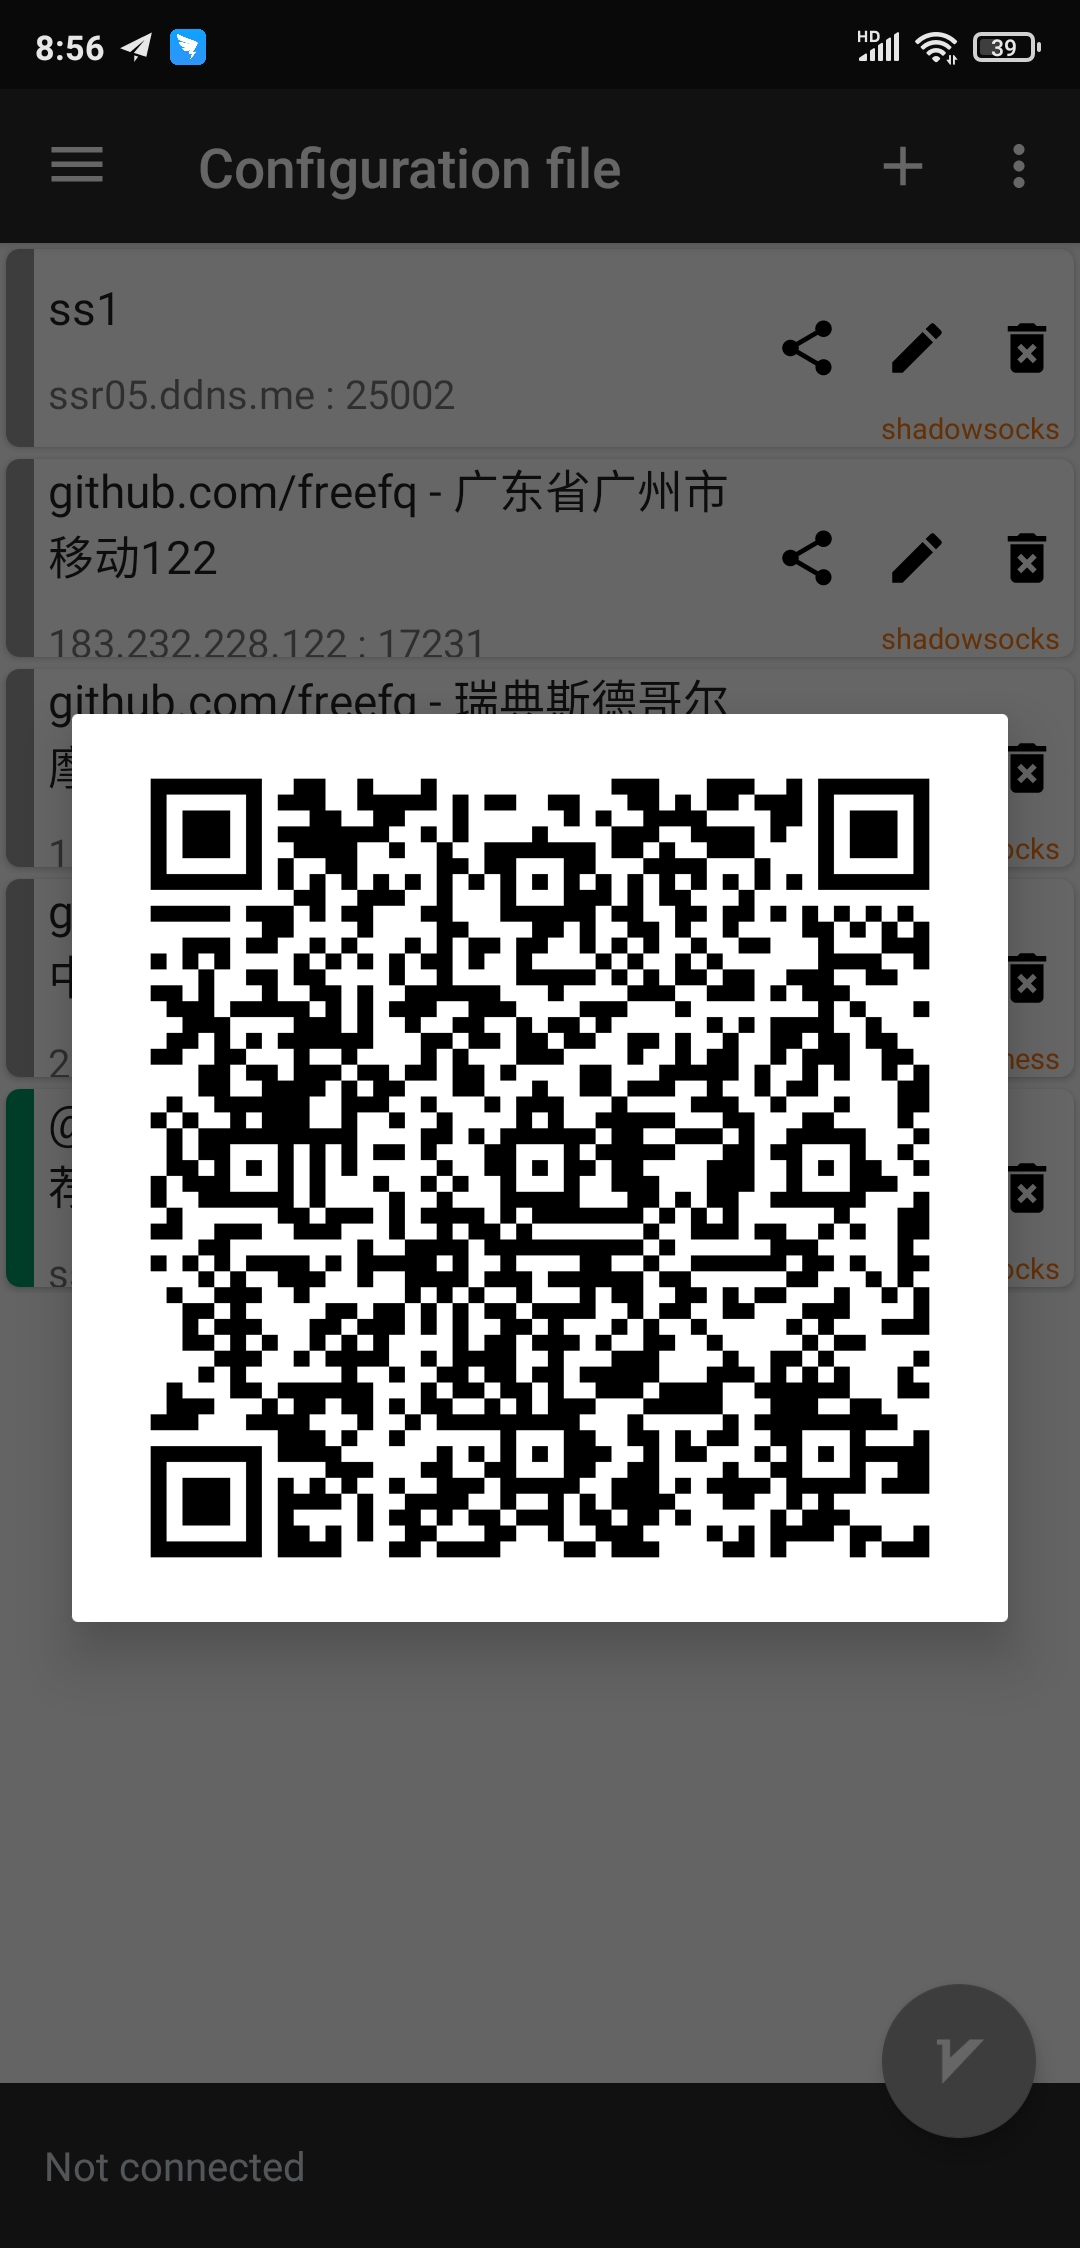 8:56
HD
39
Configuration file
ss1
ssr05.ddns.me : 25002
shadowsocks
github.com/freefq - 广东省广州市
移动122
183.232.228.122 : 17231
shadowsocks
github.com/freefq - 瑞典斯德哥尔
Not connected